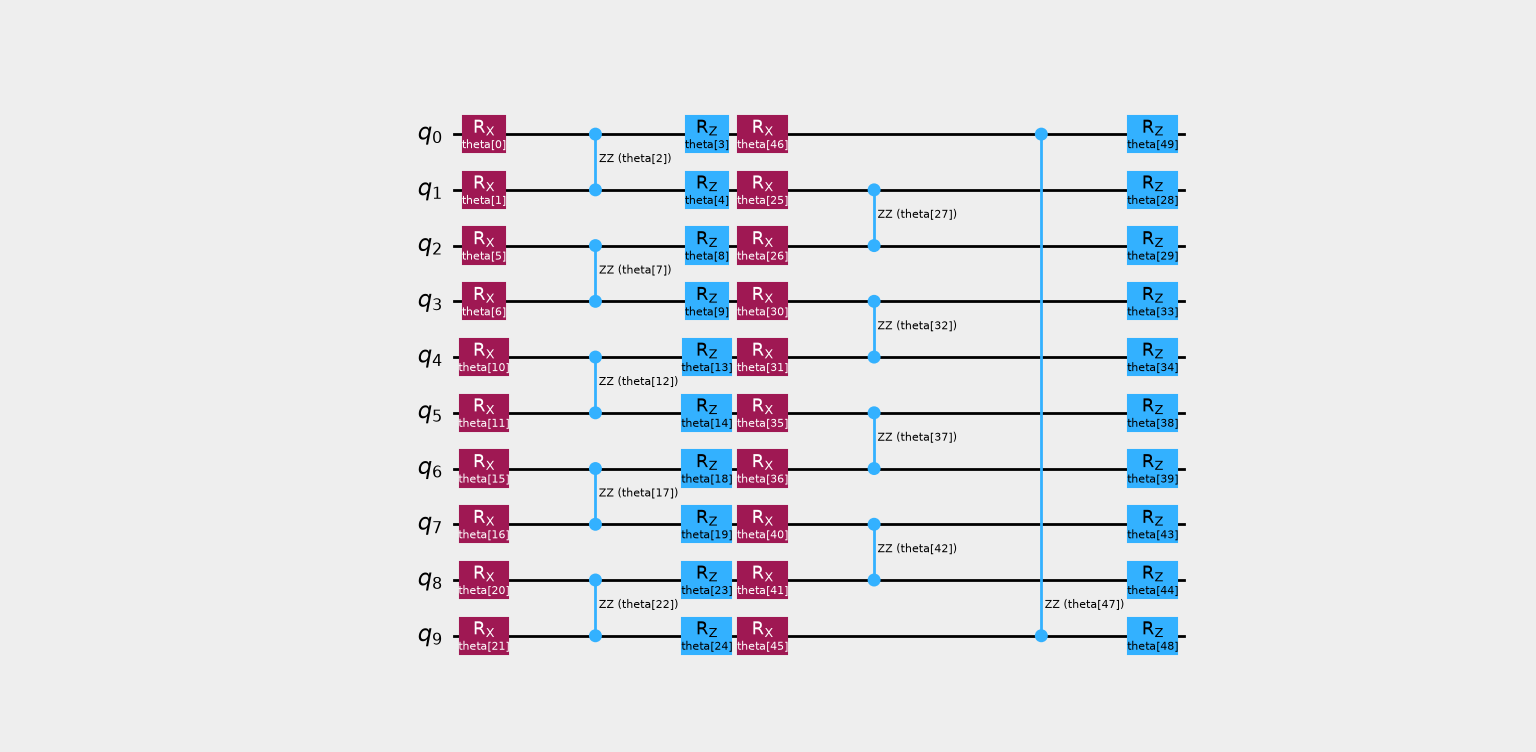 q0 RX theta[0] RZ theta[3] RX theta[46] RZ theta[49]
ZZ (theta[2])
q1 RX theta[1] RZ theta[4] RX theta[25] RZ theta[28]
ZZ (theta[27])
q2 RX theta[5] RZ theta[8] RX theta[26] RZ theta[29]
ZZ (theta[7])
q3 RX theta[6] RZ theta[9] RX theta[30] RZ theta[33]
ZZ (theta[32])
q4 RX theta[10] RZ theta[13] RX theta[31] RZ theta[34]
ZZ (theta[12])
q5 RX theta[11] RZ theta[14] RX theta[35] RZ theta[38]
ZZ (theta[37])
q6 RX theta[15] RZ theta[18] RX theta[36] RZ theta[39]
ZZ (theta[17])
q7 RX theta[16] RZ theta[19] RX theta[40] RZ theta[43]
ZZ (theta[42])
q8 RX theta[20] RZ theta[23] RX theta[41] RZ theta[44]
ZZ (theta[22]) ZZ (theta[47])
q9 RX theta[21] RZ theta[24] RX theta[45] RZ theta[48]